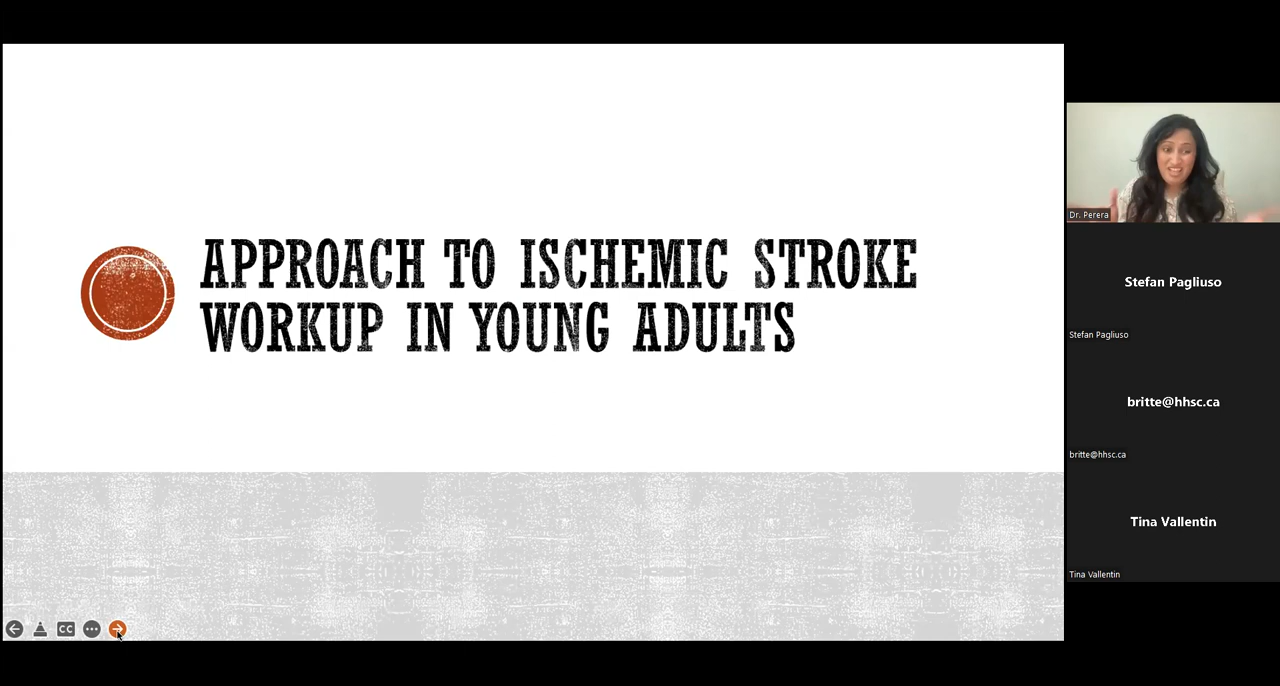 APPROACH TO ISCHEMIC STROKE
WORKUP IN YOUNG ADULTS
Dr. Perera
Stefan Pagliuso
Stefan Pagliuso
britte@hhsc.ca
britte@hhsc.ca
Tina Vallentin
Tina Vallentin
CC